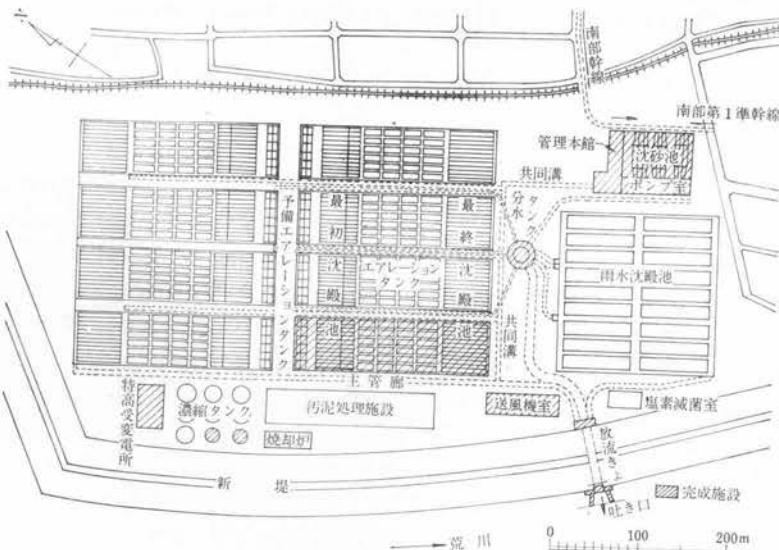 南部幹線
南部第1準幹線
管理本館
沈砂池
ポンプ室
共同溝
分水タンク
最初沈殿池
最終沈殿池
予備エアレーションタンク
エアレーション
タンク
雨水沈殿池
共同溝
主管廊
特高受変電所
濃縮タンク
汚泥処理施設
送風機室
塩素滅菌室
焼却炉
放流きょ
新堤
完成施設
吐き口
荒川
0 100 200m